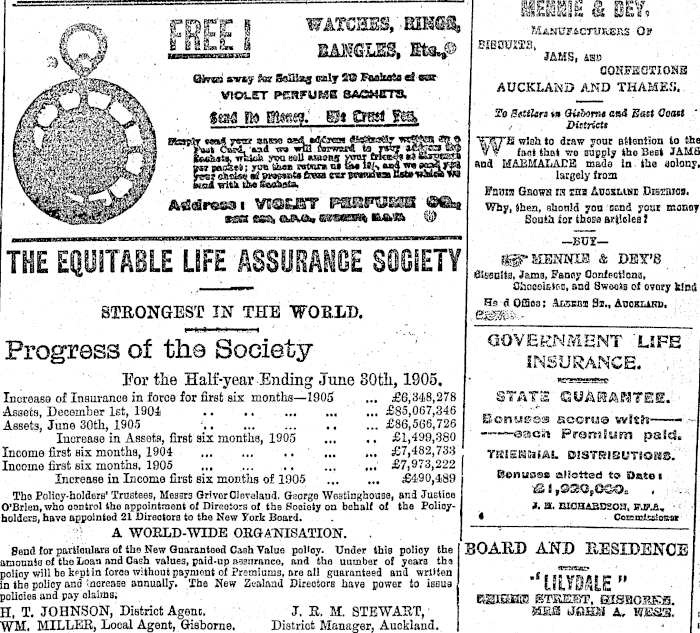 FREE!
WATCHES, RINGS,
BANGLES, Etc.,
Given away for Selling only 20 Packets of our
VIOLET PERFUME SACHETS.
Send No Money. We Trust You.
Simply send your name and address distinctly written on a
Post Card, and we will forward to your address the
Sachets, which you sell among your friends at
per packet; you then return us the and we send you
your choice of presents from our premium lists which we
send with the Sachets.
Address: VIOLET PERFUME CO.,
G.P.O.,
THE EQUITABLE LIFE ASSURANCE SOCIETY
STRONGEST IN THE WORLD.
Progress of the Society
For the Half-year Ending June 30th, 1905.
Increase of Insurance in force for first six months—1905 ... £6,348,278
Assets, December 1st, 1904 .. .. ... ... ... £85,067,346
Assets, June 30th, 1905 .. .. ... ... ... £86,566,726
Increase in Assets, first six months, 1905 ... ... £1,499,380
Income first six months, 1904 ... .. ... ... ... £7,482,733
Income first six months, 1905 ... ... ... ... ... £7,973,222
Increase in Income first six months of 1905 ... ... £490,489
The Policy-holders' Trustees, Messrs Griver Cleveland. George Westinghouse, and Justice
O'Brien, who control the appointment of Directors of the Society on behalf of the Policy-
holders, have appointed 21 Directors to the New York Board.
A WORLD-WIDE ORGANISATION.
Send for particulars of the New Guaranteed Cash Value policy. Under this policy the
amounts of the Loan and Cash values, paid-up assurance, and the number of years the
policy will be kept in force without payment of Premiums, are all guaranteed and written
in the policy and increase annually. The New Zealand Directors have power to issue
policies and pay claims.
H. T. JOHNSON, District Agent.
WM. MILLER, Local Agent, Gisborne.
J. R. M. STEWART,
District Manager, Auckland.
MENNIE & DEY,
MANUFACTURERS OF
BISCUITS,
JAMS, AND
CONFECTIONS
AUCKLAND AND THAMES.
To Settlers in Gisborne and East Coast
Districts
WE wish to draw your attention to the
fact that we supply the Best JAMS
and MARMALADE made in the colony,
largely from
FRUIT GROWN IN THE AUCKLAND DISTRICT.
Why, then, should you send your money
South for those articles?
—BUY—
MENNIE & DEY'S
Biscuits, Jams, Fancy Confections,
Chocolates, and Sweets of every kind
Head Office: ALBERT ST., AUCKLAND.
GOVERNMENT LIFE
INSURANCE.
STATE GUARANTEE.
Bonuses accrue with—
—each Premium paid.
TRIENNIAL DISTRIBUTIONS.
Bonuses allotted to Date:
J. H. RICHARDSON, F.F.A.,
Commissioner
BOARD AND RESIDENCE
"LILYDALE"
STREET, GISBORNE.
MRS JOHN A. WEST.